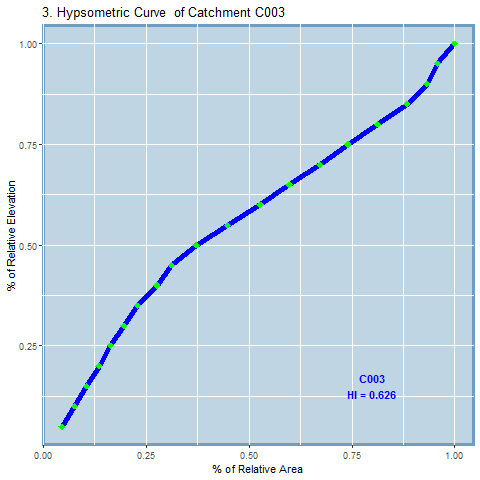 3. Hypsometric Curve  of Catchment C003
% of Relative Elevation
1.00
0.75
0.50
0.25
C003
HI = 0.626
0.00 0.25 0.50 0.75 1.00
% of Relative Area